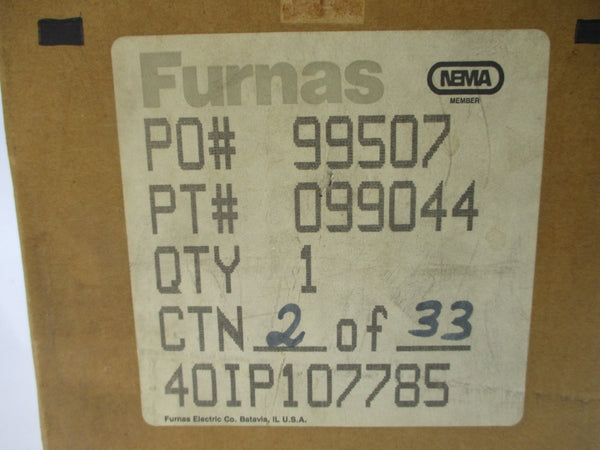 Furnas
NEMA
MEMBER
PO# 99507
PT# 099044
QTY 1
CTN 2 of 33
40IP107785
Furnas Electric Co. Batavia, IL U.S.A.